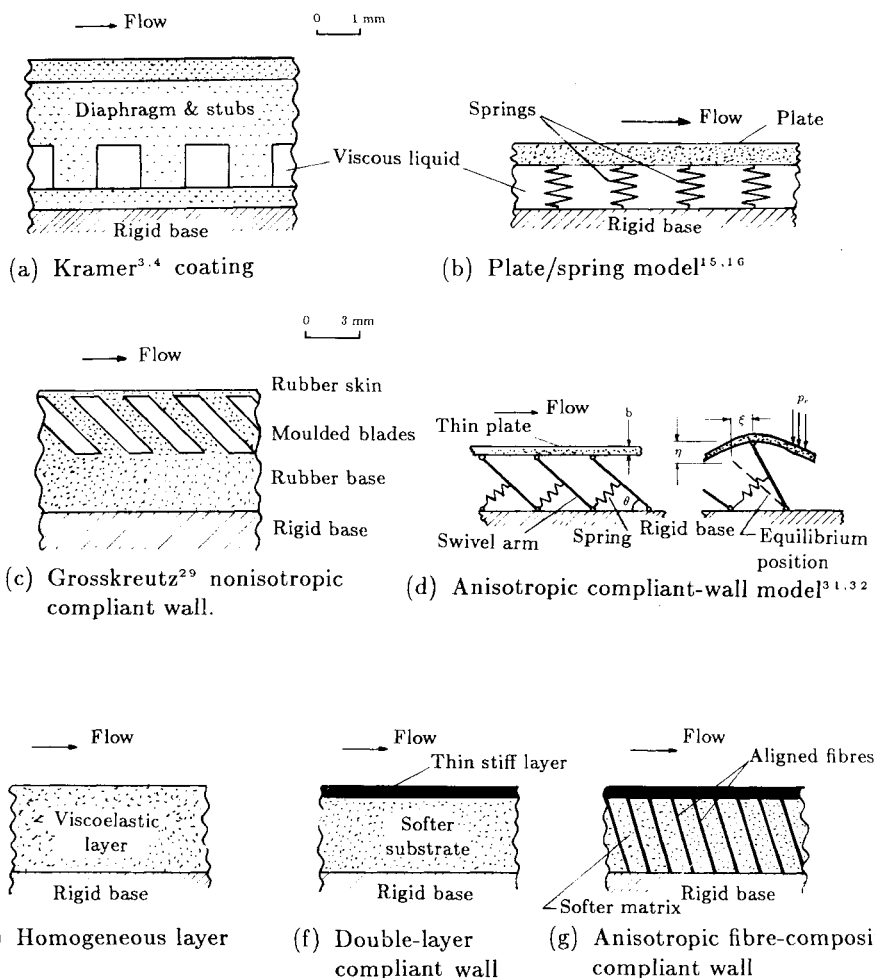 Flow
0 1 mm
Diaphragm & stubs
Viscous liquid
Rigid base
(a) Kramer³,⁴ coating
Springs
Flow
Plate
Rigid base
(b) Plate/spring model¹⁵,¹⁶
0 3 mm
Flow
Rubber skin
Moulded blades
Rubber base
Rigid base
(c) Grosskreutz²⁹ nonisotropic
compliant wall.
Flow
Thin plate
b
ξ
η
θ
Swivel arm
Spring
Rigid base
Equilibrium
position
(d) Anisotropic compliant-wall model³¹,³²
Flow
Viscoelastic
layer
Rigid base
) Homogeneous layer
Flow
Thin stiff layer
Softer
substrate
Rigid base
(f) Double-layer
compliant wall
Flow
Aligned fibres
Rigid base
Softer matrix
(g) Anisotropic fibre-composi
compliant wall